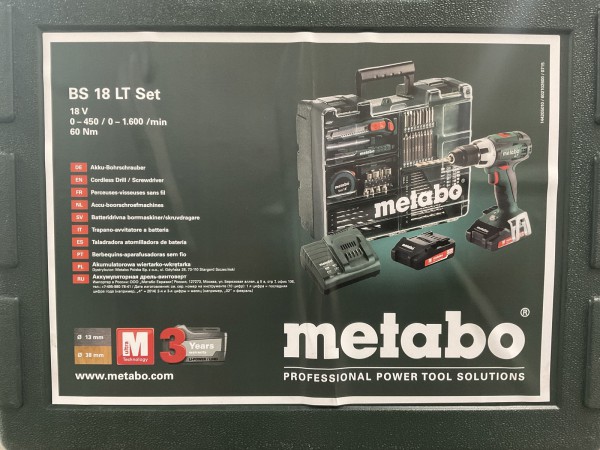 BS 18 LT Set
18 V
0 – 450 / 0 – 1.600 /min
60 Nm
DE Akku-Bohrschrauber
EN Cordless Drill / Screwdriver
FR Perceuses-visseuses sans fil
NL Accu-boorschroefmachines
SV Batteridrivna borrmaskiner/skruvdragare
IT Trapano-avvitatore a batteria
ES Taladradora atornilladora de batería
PT Berbequins-aparafusadoras sem fio
PL Akumulatorowa wiertarko-wkrętarka
RU Аккумуляторная дрель-винтоверт
metabo
metabo
Ø 13 mm
Ø 38 mm
M
Technology
3 Years
www.metabo.com
metabo®
PROFESSIONAL POWER TOOL SOLUTIONS